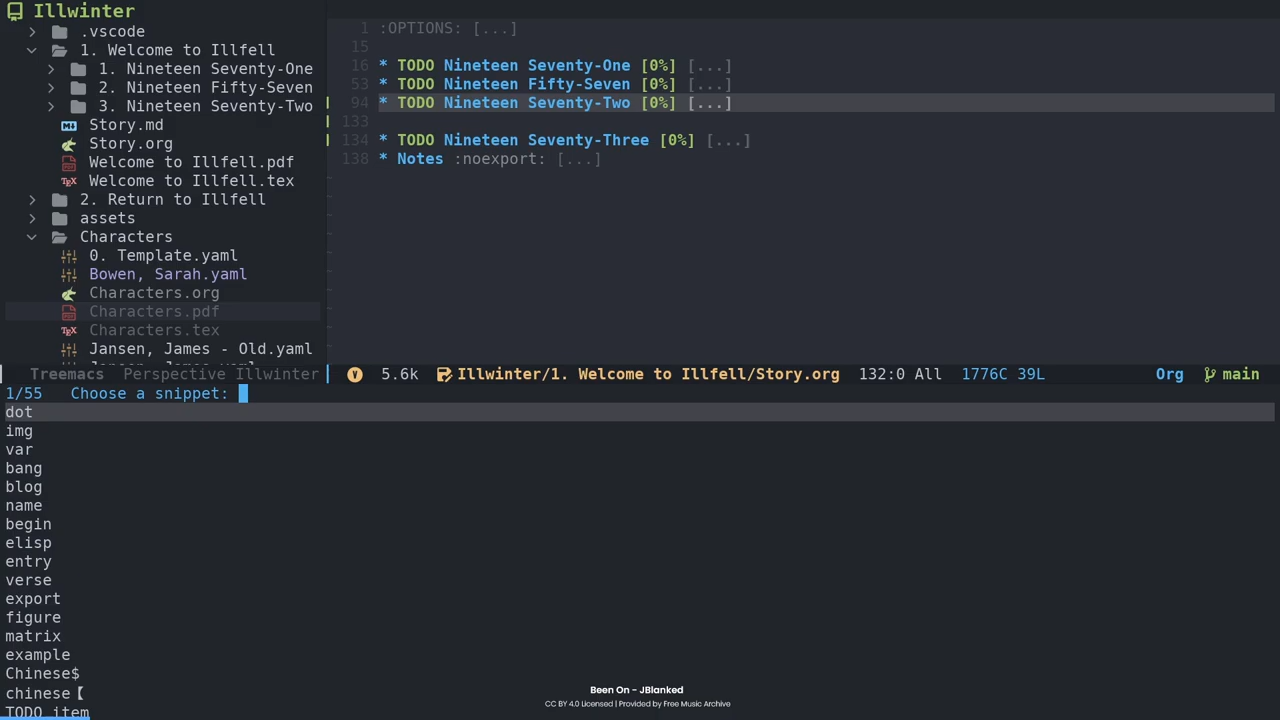 Illwinter
.vscode
1. Welcome to Illfell
1. Nineteen Seventy-One
2. Nineteen Fifty-Seven
3. Nineteen Seventy-Two
Story.md
Story.org
Welcome to Illfell.pdf
Welcome to Illfell.tex
2. Return to Illfell
assets
Characters
0. Template.yaml
Bowen, Sarah.yaml
Characters.org
Characters.pdf
Characters.tex
Jansen, James - Old.yaml
Treemacs Perspective Illwinter
1 :OPTIONS: [...]
15
16 * TODO Nineteen Seventy-One [0%] [...]
53 * TODO Nineteen Fifty-Seven [0%] [...]
94 * TODO Nineteen Seventy-Two [0%] [...]
133
134 * TODO Nineteen Seventy-Three [0%] [...]
138 * Notes :noexport: [...]
V 5.6k Illwinter/1. Welcome to Illfell/Story.org 132:0 All 1776C 39L Org main
1/55 Choose a snippet:
dot
img
var
bang
blog
name
begin
elisp
entry
verse
export
figure
matrix
example
Chinese$
chinese【
TODO item
Been On - JBlanked
CC BY 4.0 Licensed | Provided by Free Music Archive